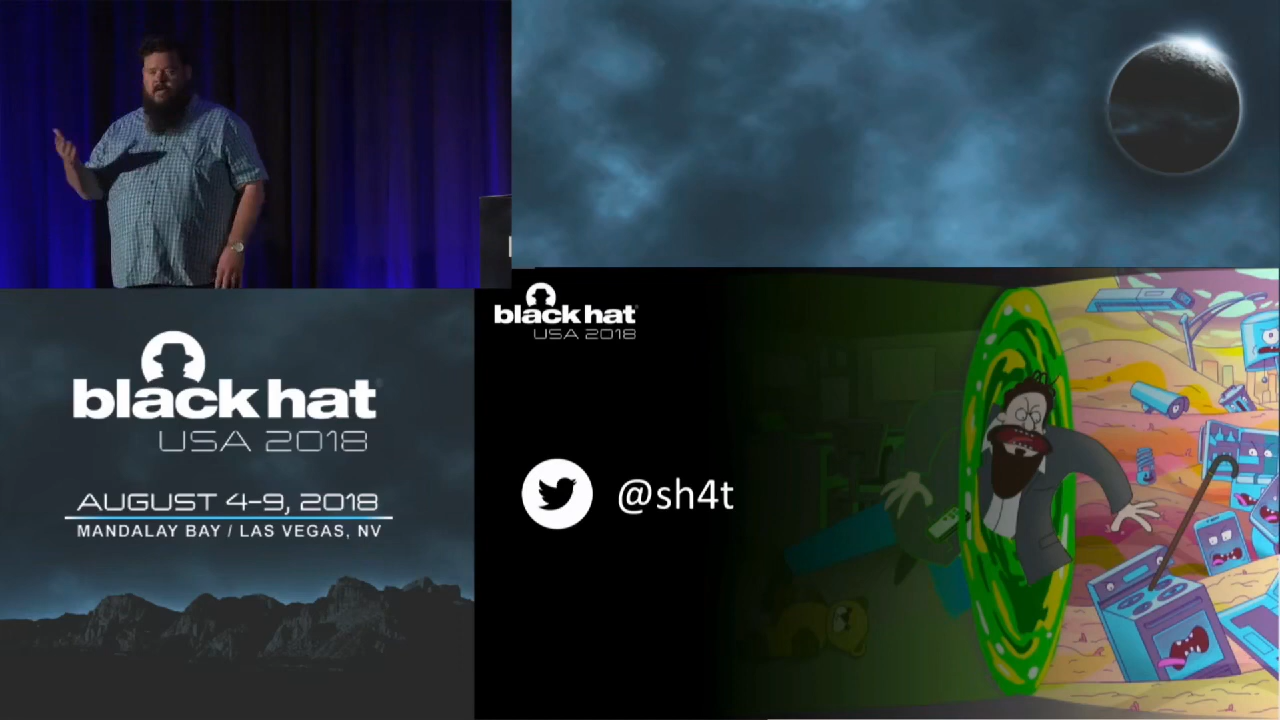 black hat
USA 2018
AUGUST 4-9, 2018
MANDALAY BAY / LAS VEGAS, NV
black hat
USA 2018
@sh4t